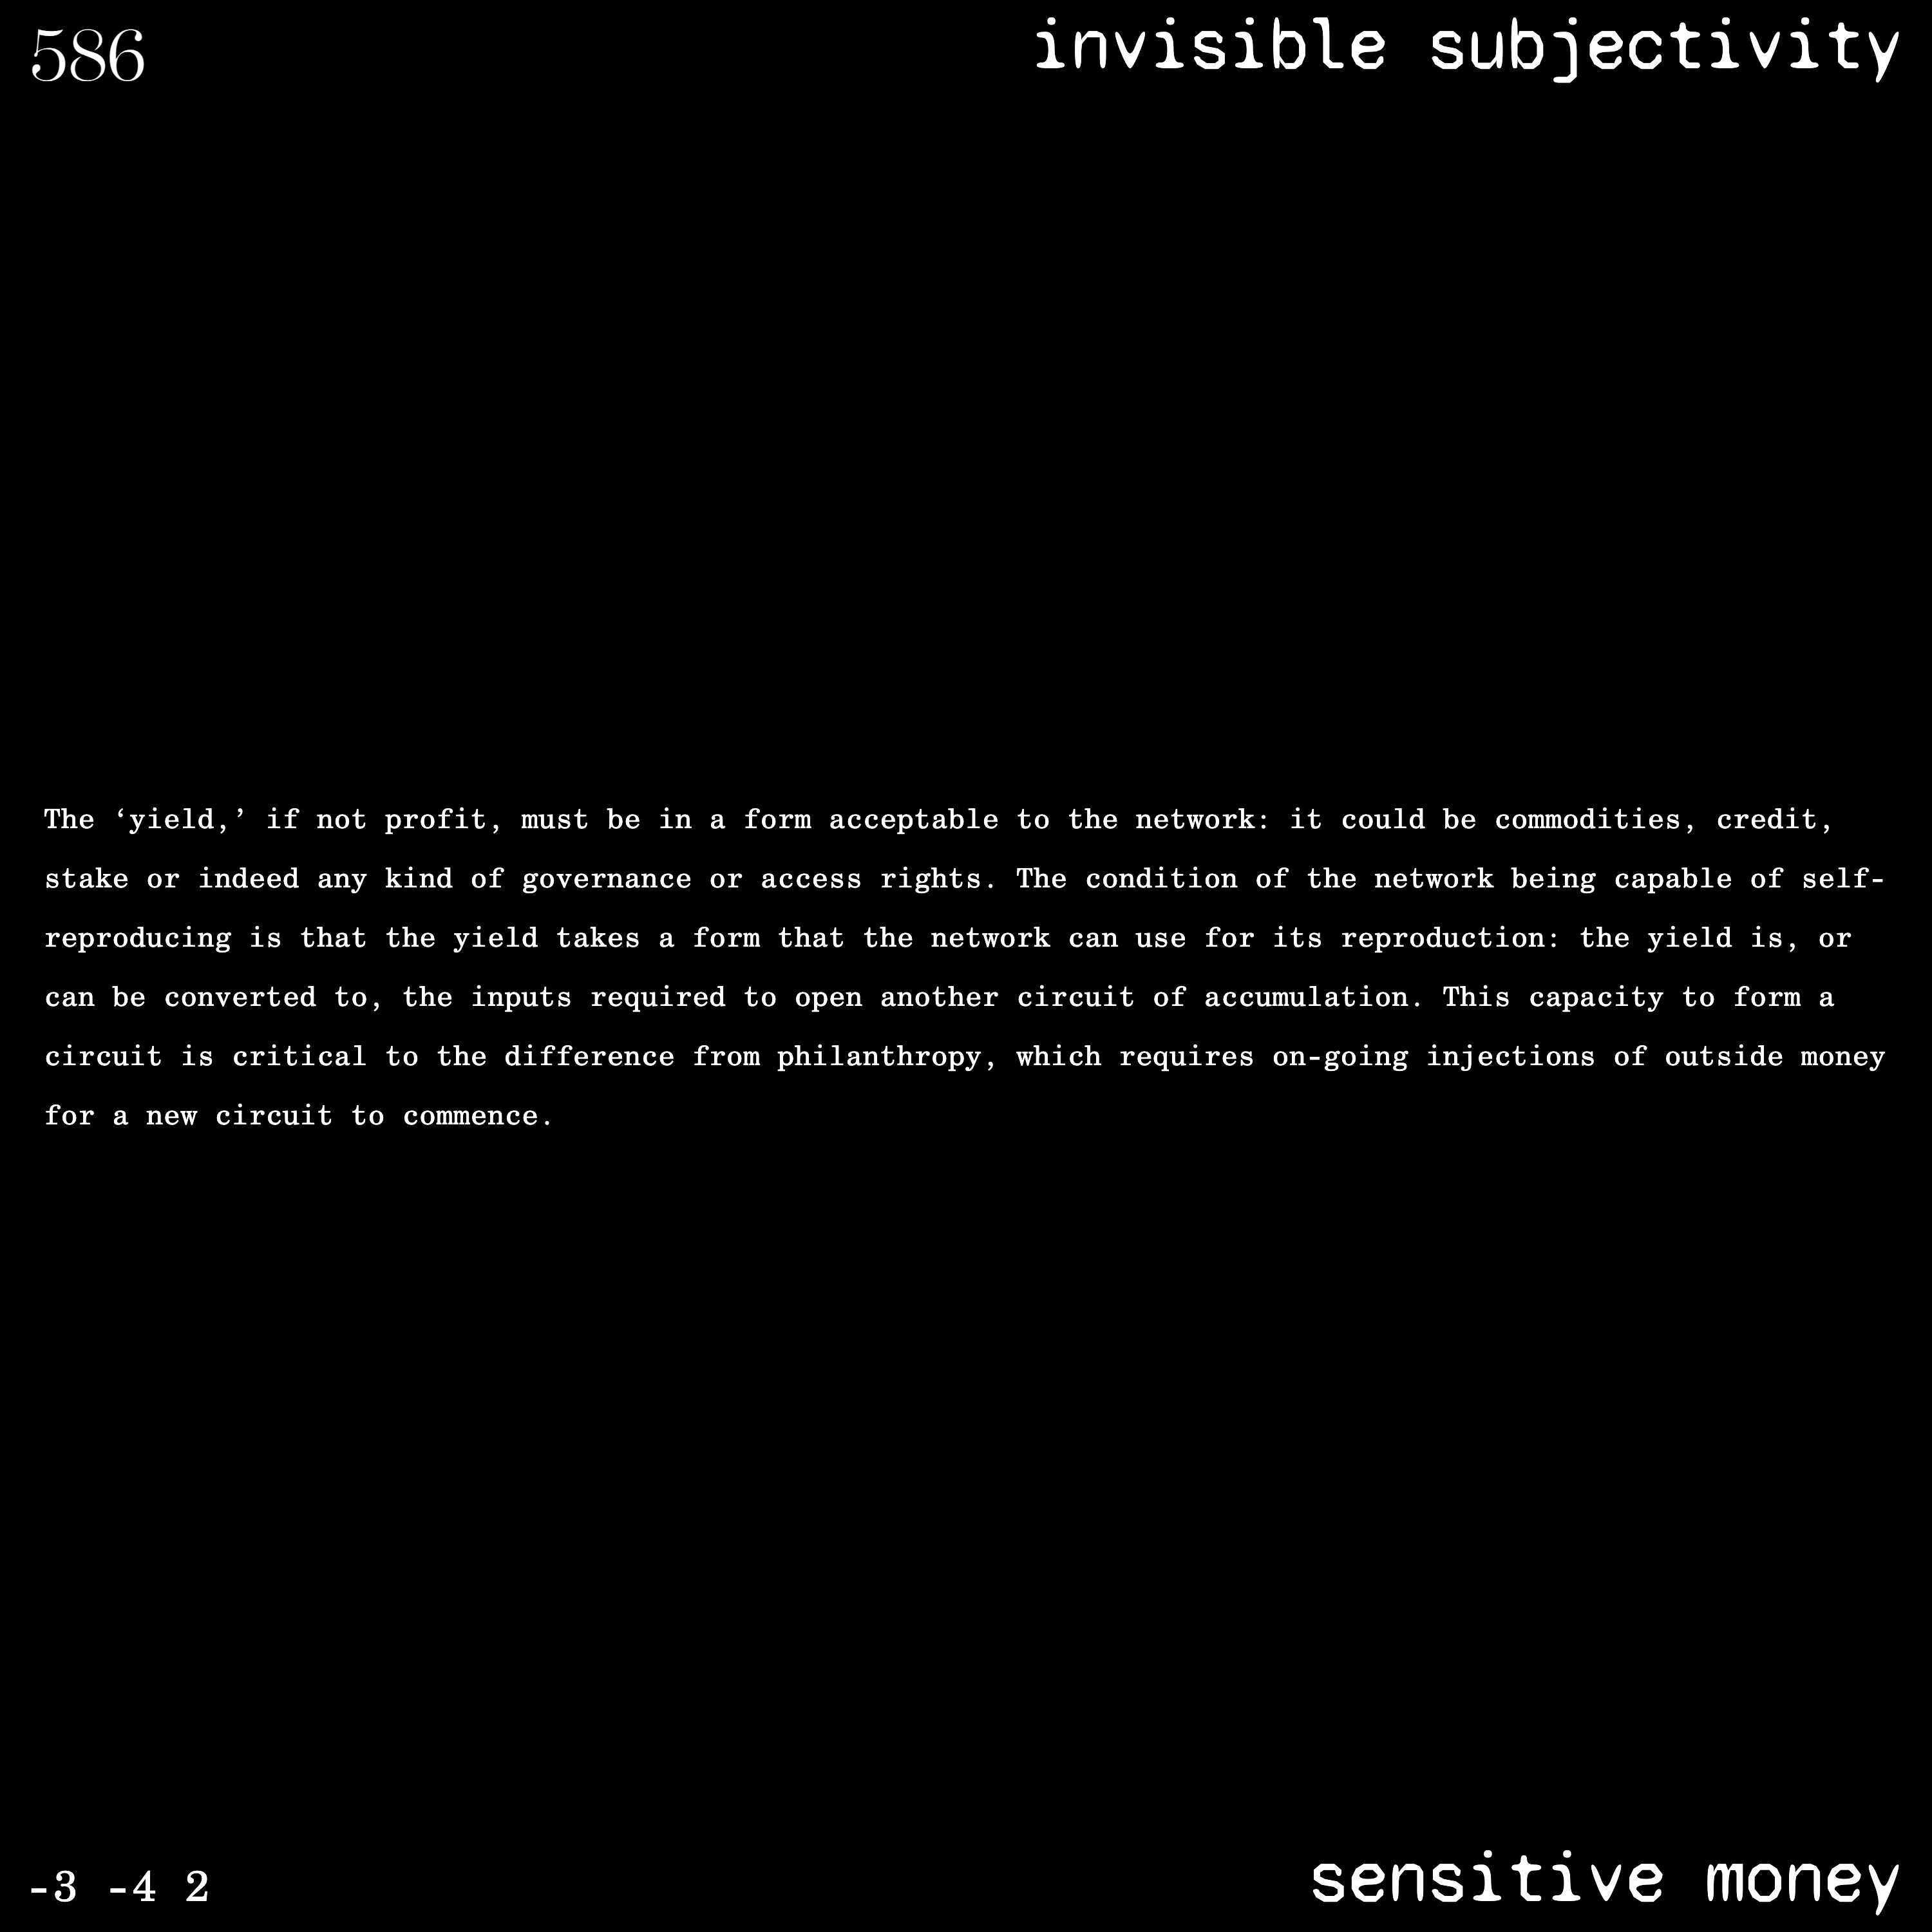 586
invisible subjectivity
The ‘yield,’ if not profit, must be in a form acceptable to the network: it could be commodities, credit,
stake or indeed any kind of governance or access rights. The condition of the network being capable of self-
reproducing is that the yield takes a form that the network can use for its reproduction: the yield is, or
can be converted to, the inputs required to open another circuit of accumulation. This capacity to form a
circuit is critical to the difference from philanthropy, which requires on-going injections of outside money
for a new circuit to commence.
-3 -4 2
sensitive money